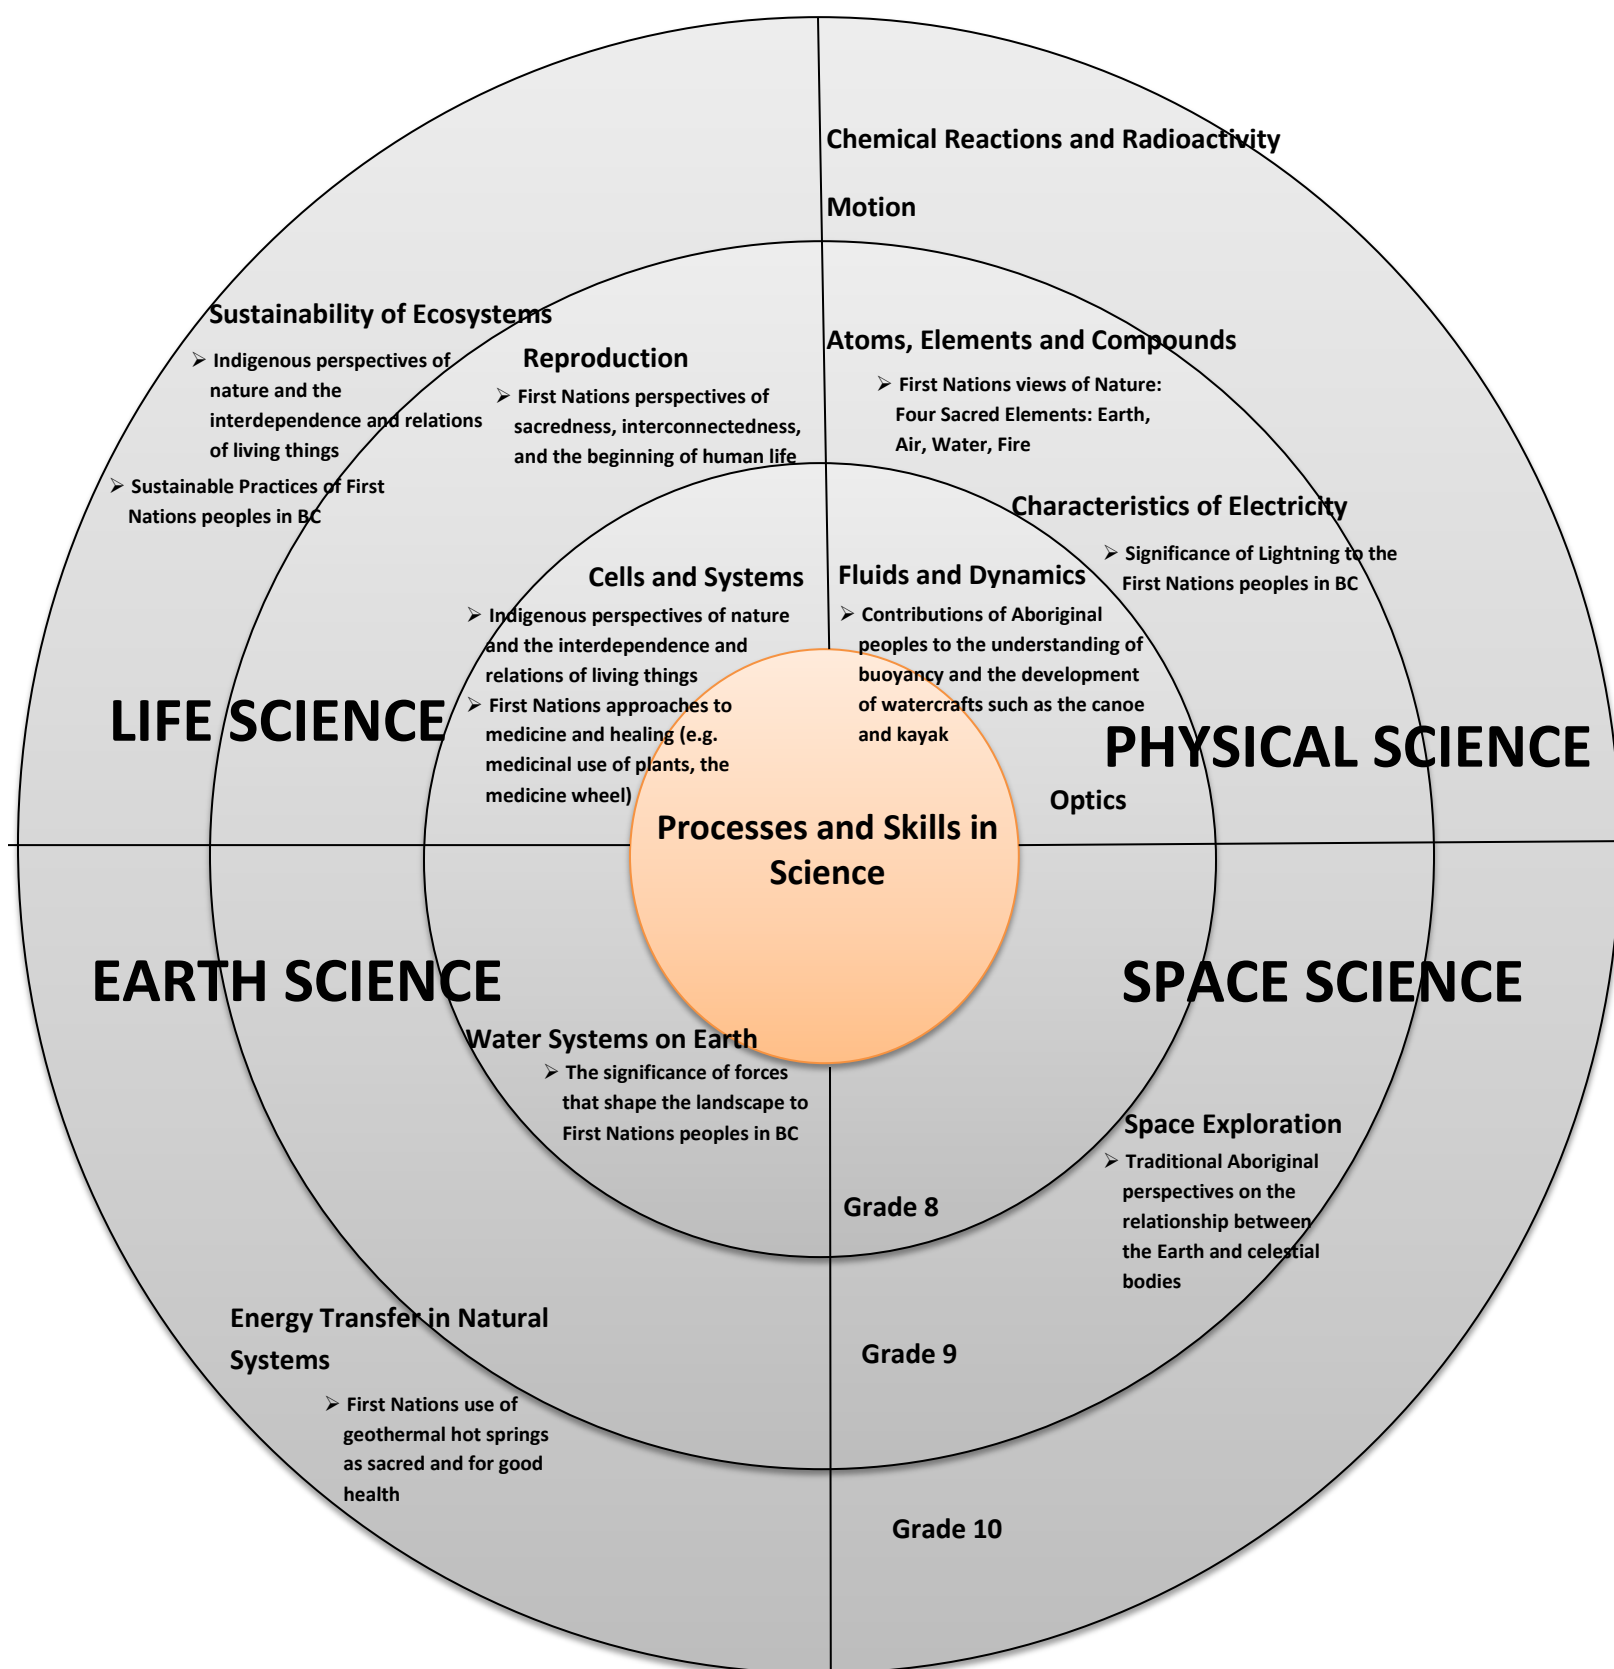 Chemical Reactions and Radioactivity
Motion
Sustainability of Ecosystems
➢ Indigenous perspectives of
nature and the
interdependence and relations
of living things
➢ Sustainable Practices of First
Nations peoples in BC
Reproduction
➢ First Nations perspectives of
sacredness, interconnectedness,
and the beginning of human life
Atoms, Elements and Compounds
➢ First Nations views of Nature:
Four Sacred Elements: Earth,
Air, Water, Fire
Characteristics of Electricity
➢ Significance of Lightning to the
First Nations peoples in BC
Cells and Systems
➢ Indigenous perspectives of nature
and the interdependence and
relations of living things
➢ First Nations approaches to
medicine and healing (e.g.
medicinal use of plants, the
medicine wheel)
Fluids and Dynamics
➢ Contributions of Aboriginal
peoples to the understanding of
buoyancy and the development
of watercrafts such as the canoe
and kayak
Optics
LIFE SCIENCE
PHYSICAL SCIENCE
Processes and Skills in
Science
EARTH SCIENCE
SPACE SCIENCE
Water Systems on Earth
➢ The significance of forces
that shape the landscape to
First Nations peoples in BC
Space Exploration
➢ Traditional Aboriginal
perspectives on the
relationship between
the Earth and celestial
bodies
Grade 8
Energy Transfer in Natural
Systems
➢ First Nations use of
geothermal hot springs
as sacred and for good
health
Grade 9
Grade 10